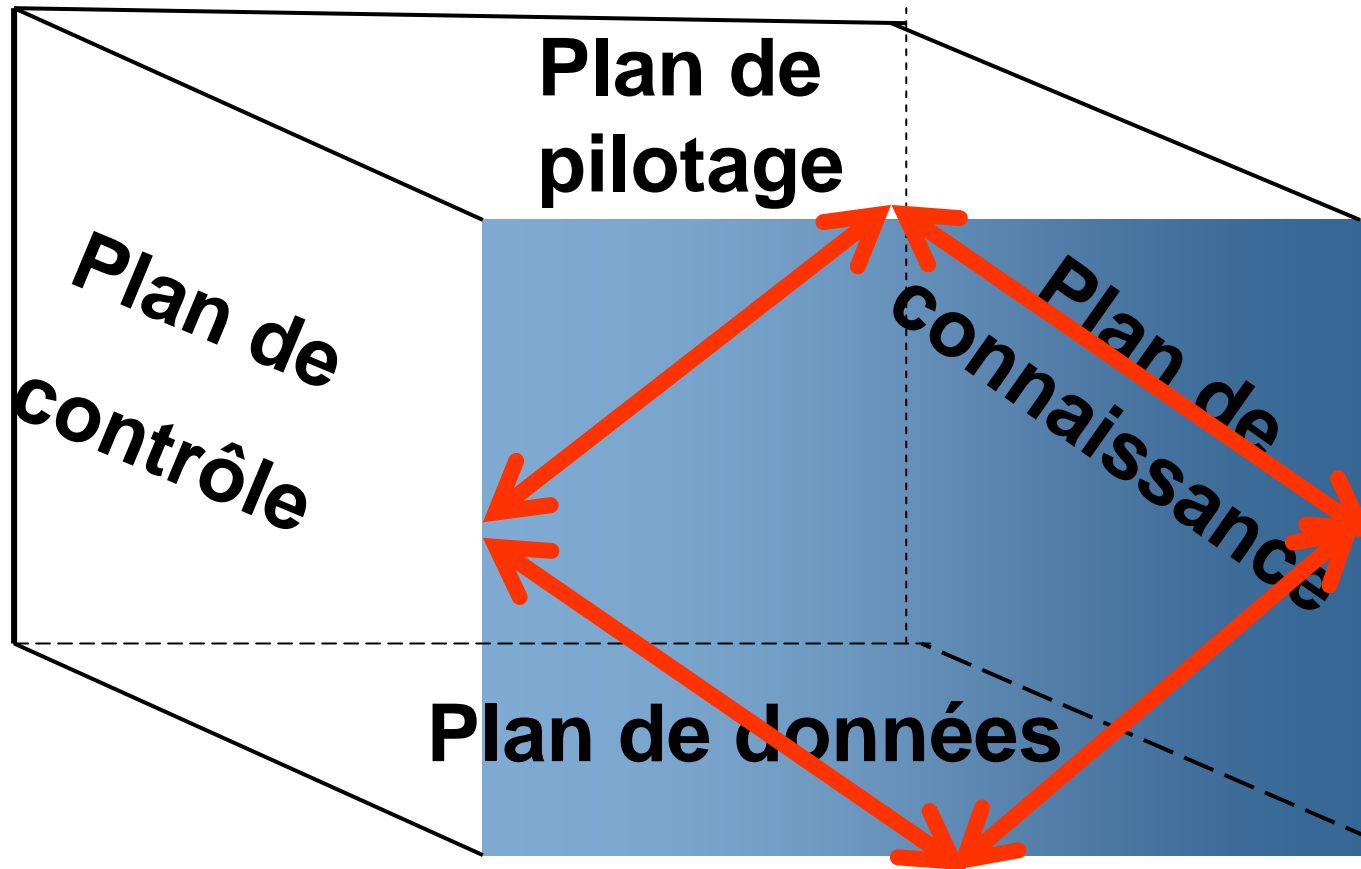 Plan de
pilotage
Plan de
contrôle
Plan de
connaissance
Plan de données